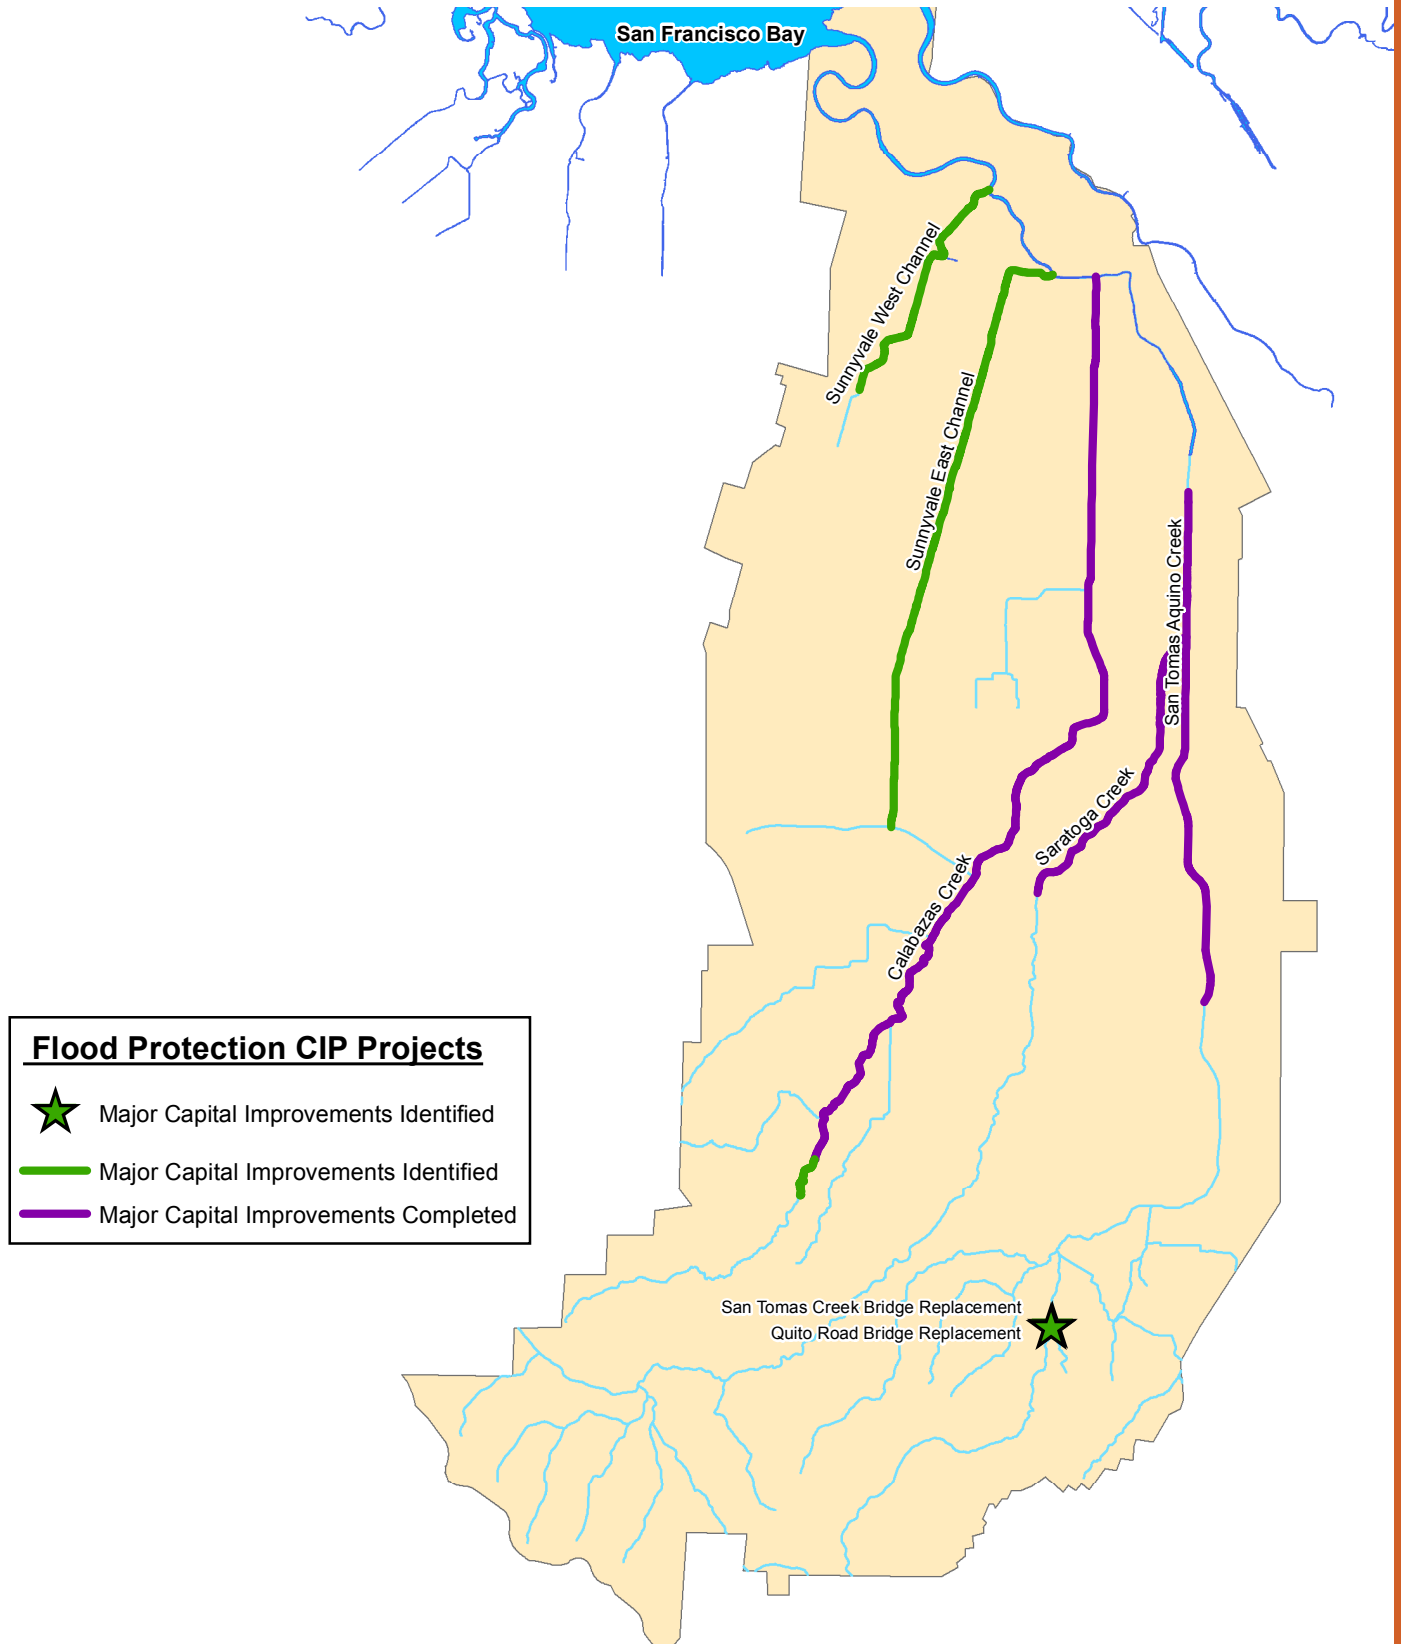 San Francisco Bay
Sunnyvale West Channel
Sunnyvale East Channel
San Tomas Aquino Creek
Saratoga Creek
Calabazas Creek
Flood Protection CIP Projects
Major Capital Improvements Identified
Major Capital Improvements Identified
Major Capital Improvements Completed
San Tomas Creek Bridge Replacement
Quito Road Bridge Replacement